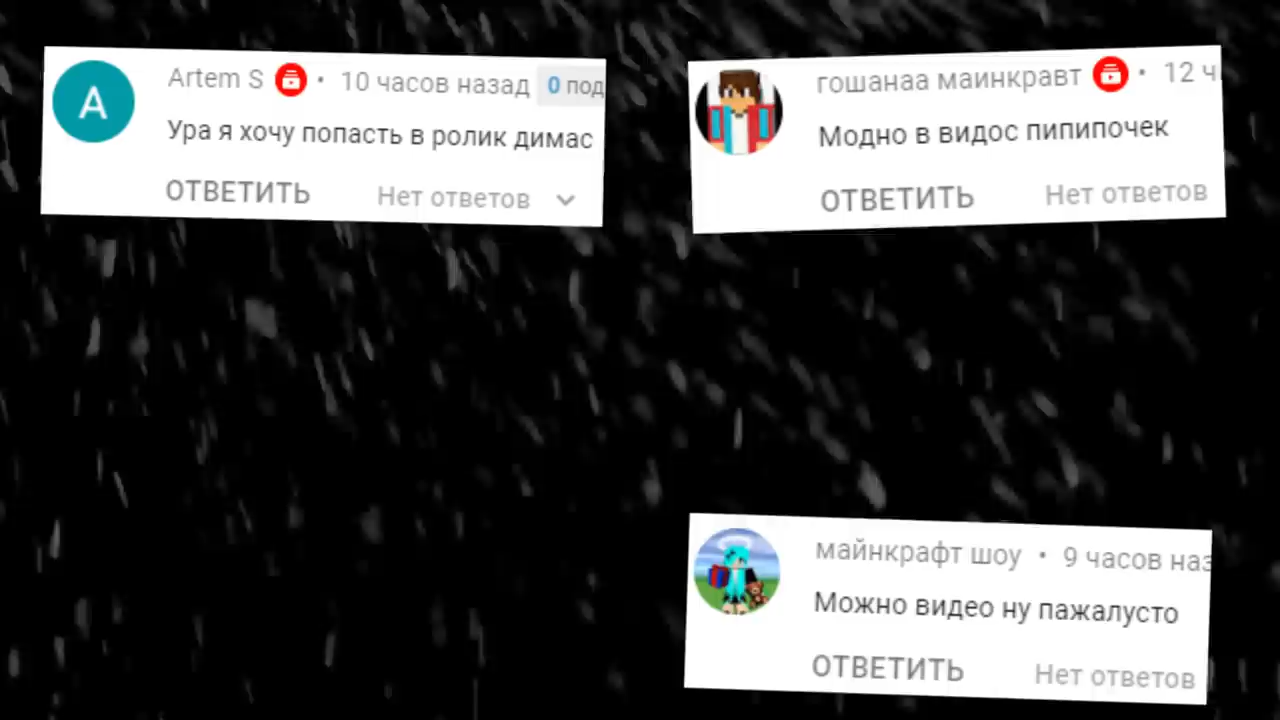 A
Artem S • 10 часов назад 0 под
Ура я хочу попасть в ролик димас
ОТВЕТИТЬ Нет ответов
гошанаа маинкравт • 12 ч
Модно в видос пипипочек
ОТВЕТИТЬ Нет ответов
майнкрафт шоу • 9 часов наз
Можно видео ну пажалусто
ОТВЕТИТЬ Нет ответов